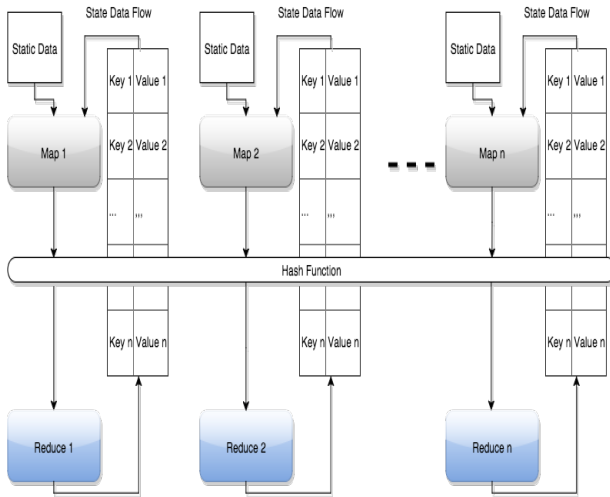 State Data Flow State Data Flow State Data Flow
Static Data Static Data Static Data
Key 1 Value 1 Key 1 Value 1 Key 1 Value 1
Map 1 Key 2 Value 2 Map 2 Key 2 Value 2 Map n Key 2 Value 2
... ,,, ... ,,, ... ,,,
Hash Function
Key n Value n Key n Value n Key n Value n
Reduce 1 Reduce 2 Reduce n